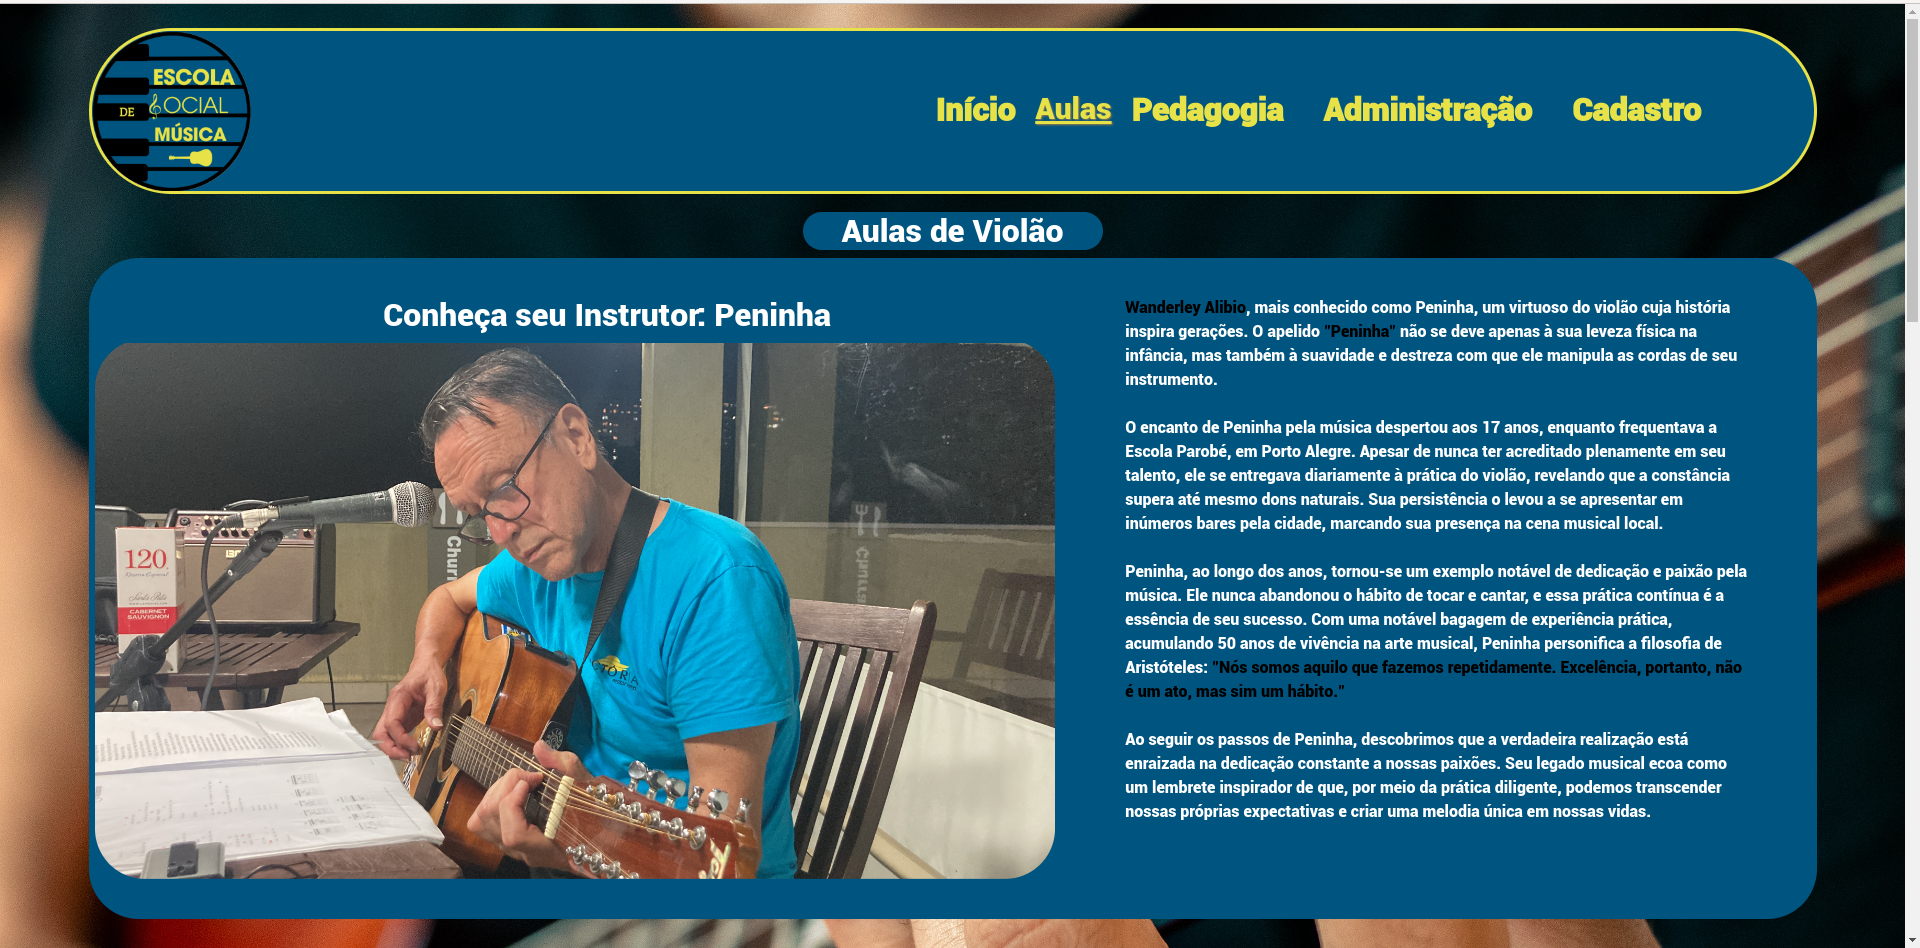 ESCOLA
DE SOCIAL
MÚSICA
Início Aulas Pedagogia Administração Cadastro
Aulas de Violão
Conheça seu Instrutor: Peninha
Wanderley Alibio, mais conhecido como Peninha, um virtuoso do violão cuja história
inspira gerações. O apelido "Peninha" não se deve apenas à sua leveza física na
infância, mas também à suavidade e destreza com que ele manipula as cordas de seu
instrumento.
O encanto de Peninha pela música despertou aos 17 anos, enquanto frequentava a
Escola Parobé, em Porto Alegre. Apesar de nunca ter acreditado plenamente em seu
talento, ele se entregava diariamente à prática do violão, revelando que a constância
supera até mesmo dons naturais. Sua persistência o levou a se apresentar em
inúmeros bares pela cidade, marcando sua presença na cena musical local.
Peninha, ao longo dos anos, tornou-se um exemplo notável de dedicação e paixão pela
música. Ele nunca abandonou o hábito de tocar e cantar, e essa prática contínua é a
essência de seu sucesso. Com uma notável bagagem de experiência prática,
acumulando 50 anos de vivência na arte musical, Peninha personifica a filosofia de
Aristóteles: "Nós somos aquilo que fazemos repetidamente. Excelência, portanto, não
é um ato, mas sim um hábito."
Ao seguir os passos de Peninha, descobrimos que a verdadeira realização está
enraizada na dedicação constante a nossas paixões. Seu legado musical ecoa como
um lembrete inspirador de que, por meio da prática diligente, podemos transcender
nossas próprias expectativas e criar uma melodia única em nossas vidas.
120
Santa Rita
CABERNET
SAUVIGNON
Churr
TORA